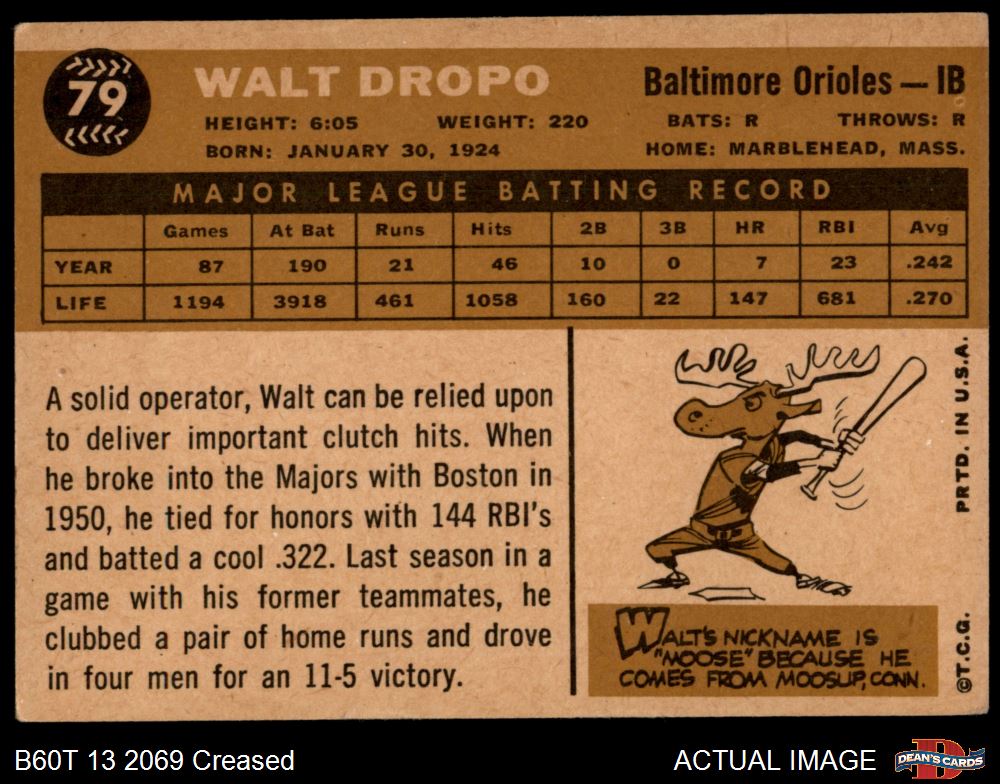 79
WALT DROPO
Baltimore Orioles — 1B
HEIGHT: 6:05 WEIGHT: 220 BATS: R THROWS: R
BORN: JANUARY 30, 1924 HOME: MARBLEHEAD, MASS.
MAJOR LEAGUE BATTING RECORD
Games At Bat Runs Hits 2B 3B HR RBI Avg
YEAR 87 190 21 46 10 0 7 23 .242
LIFE 1194 3918 461 1058 160 22 147 681 .270
A solid operator, Walt can be relied upon
to deliver important clutch hits. When
he broke into the Majors with Boston in
1950, he tied for honors with 144 RBI's
and batted a cool .322. Last season in a
game with his former teammates, he
clubbed a pair of home runs and drove
in four men for an 11-5 victory.
WALT'S NICKNAME IS
"MOOSE" BECAUSE HE
COMES FROM MOOSUP, CONN.
PRTD. IN U.S.A.
©T.C.G.
B60T 13 2069 Creased
ACTUAL IMAGE
D
DEAN'S CARDS